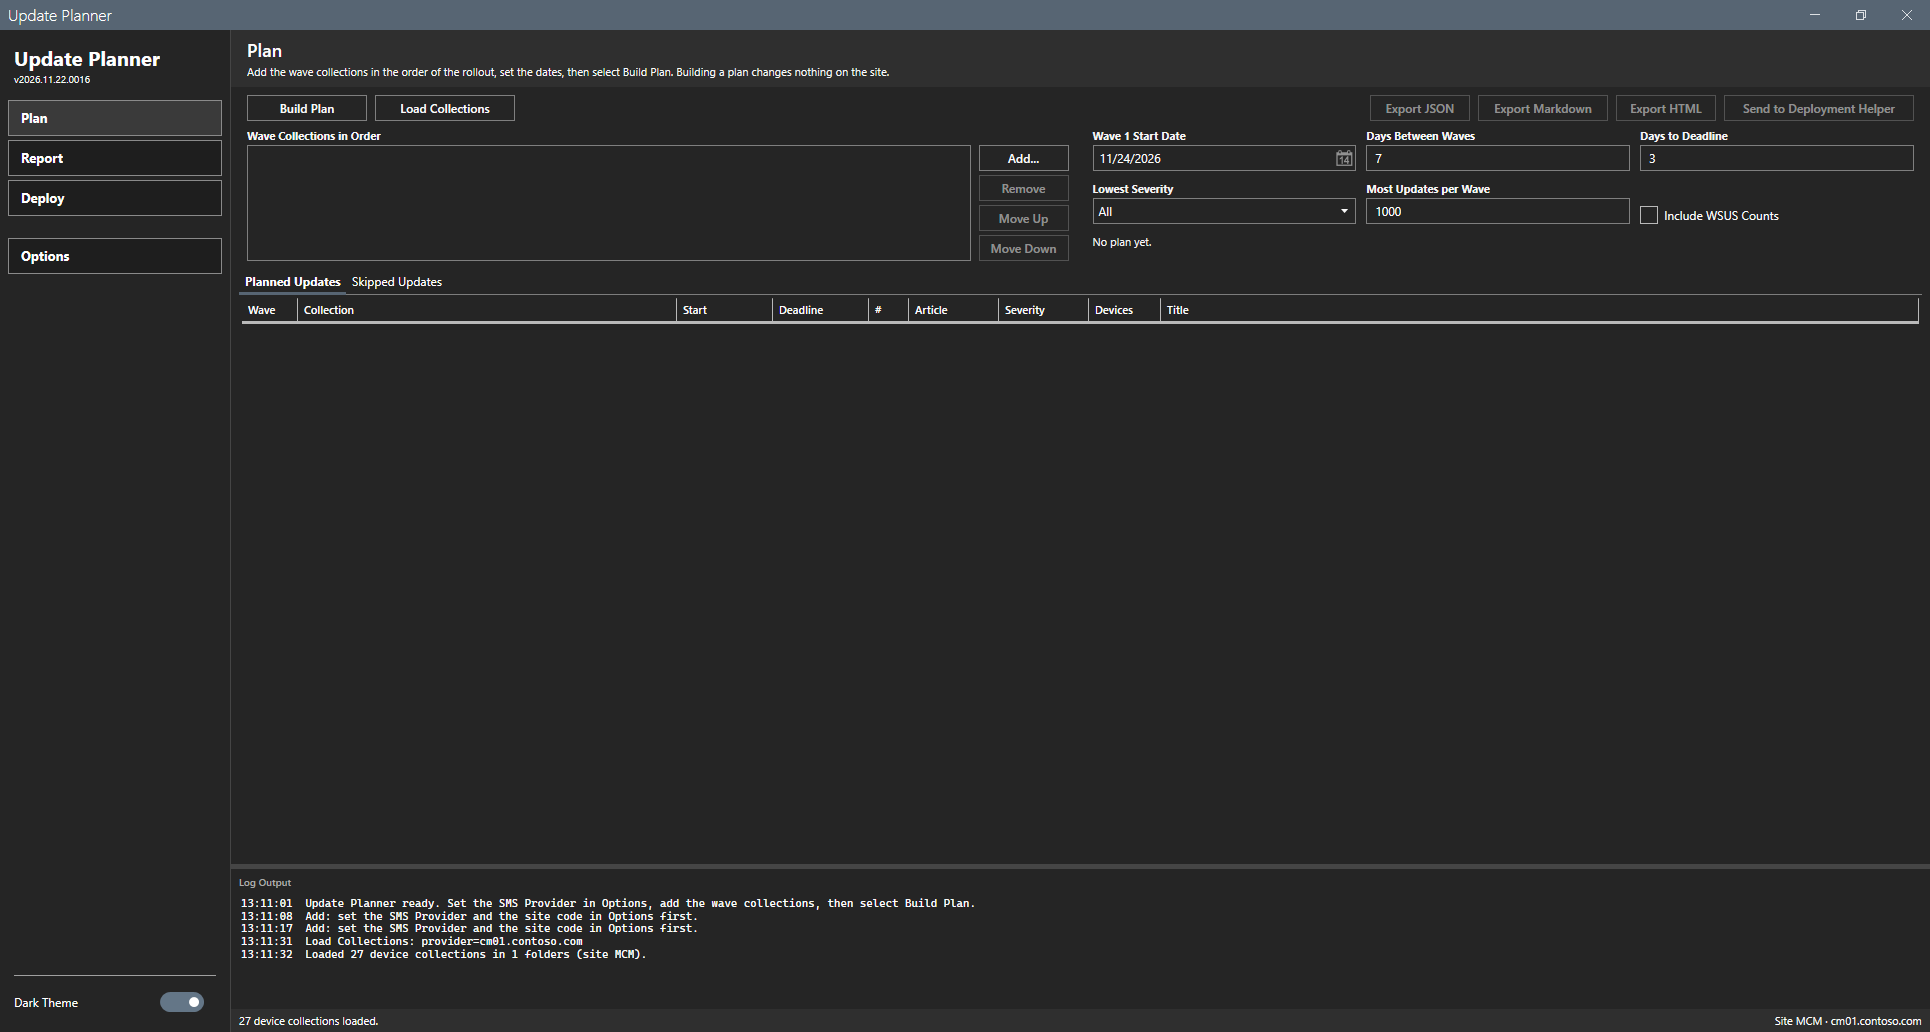 Update Planner
Update Planner
v2026.11.22.0016
Plan
Report
Deploy
Options
Dark Theme
Plan
Add the wave collections in the order of the rollout, set the dates, then select Build Plan. Building a plan changes nothing on the site.
Build Plan
Load Collections
Export JSON
Export Markdown
Export HTML
Send to Deployment Helper
Wave Collections in Order
Add...
Remove
Move Up
Move Down
Wave 1 Start Date
11/24/2026
14
Days Between Waves
7
Days to Deadline
3
Lowest Severity
All
Most Updates per Wave
1000
Include WSUS Counts
No plan yet.
Planned Updates
Skipped Updates
Wave
Collection
Start
Deadline
#
Article
Severity
Devices
Title
Log Output
13:11:01 Update Planner ready. Set the SMS Provider in Options, add the wave collections, then select Build Plan.
13:11:08 Add: set the SMS Provider and the site code in Options first.
13:11:17 Add: set the SMS Provider and the site code in Options first.
13:11:31 Load Collections: provider=cm01.contoso.com
13:11:32 Loaded 27 device collections in 1 folders (site MCM).
27 device collections loaded.
Site MCM · cm01.contoso.com